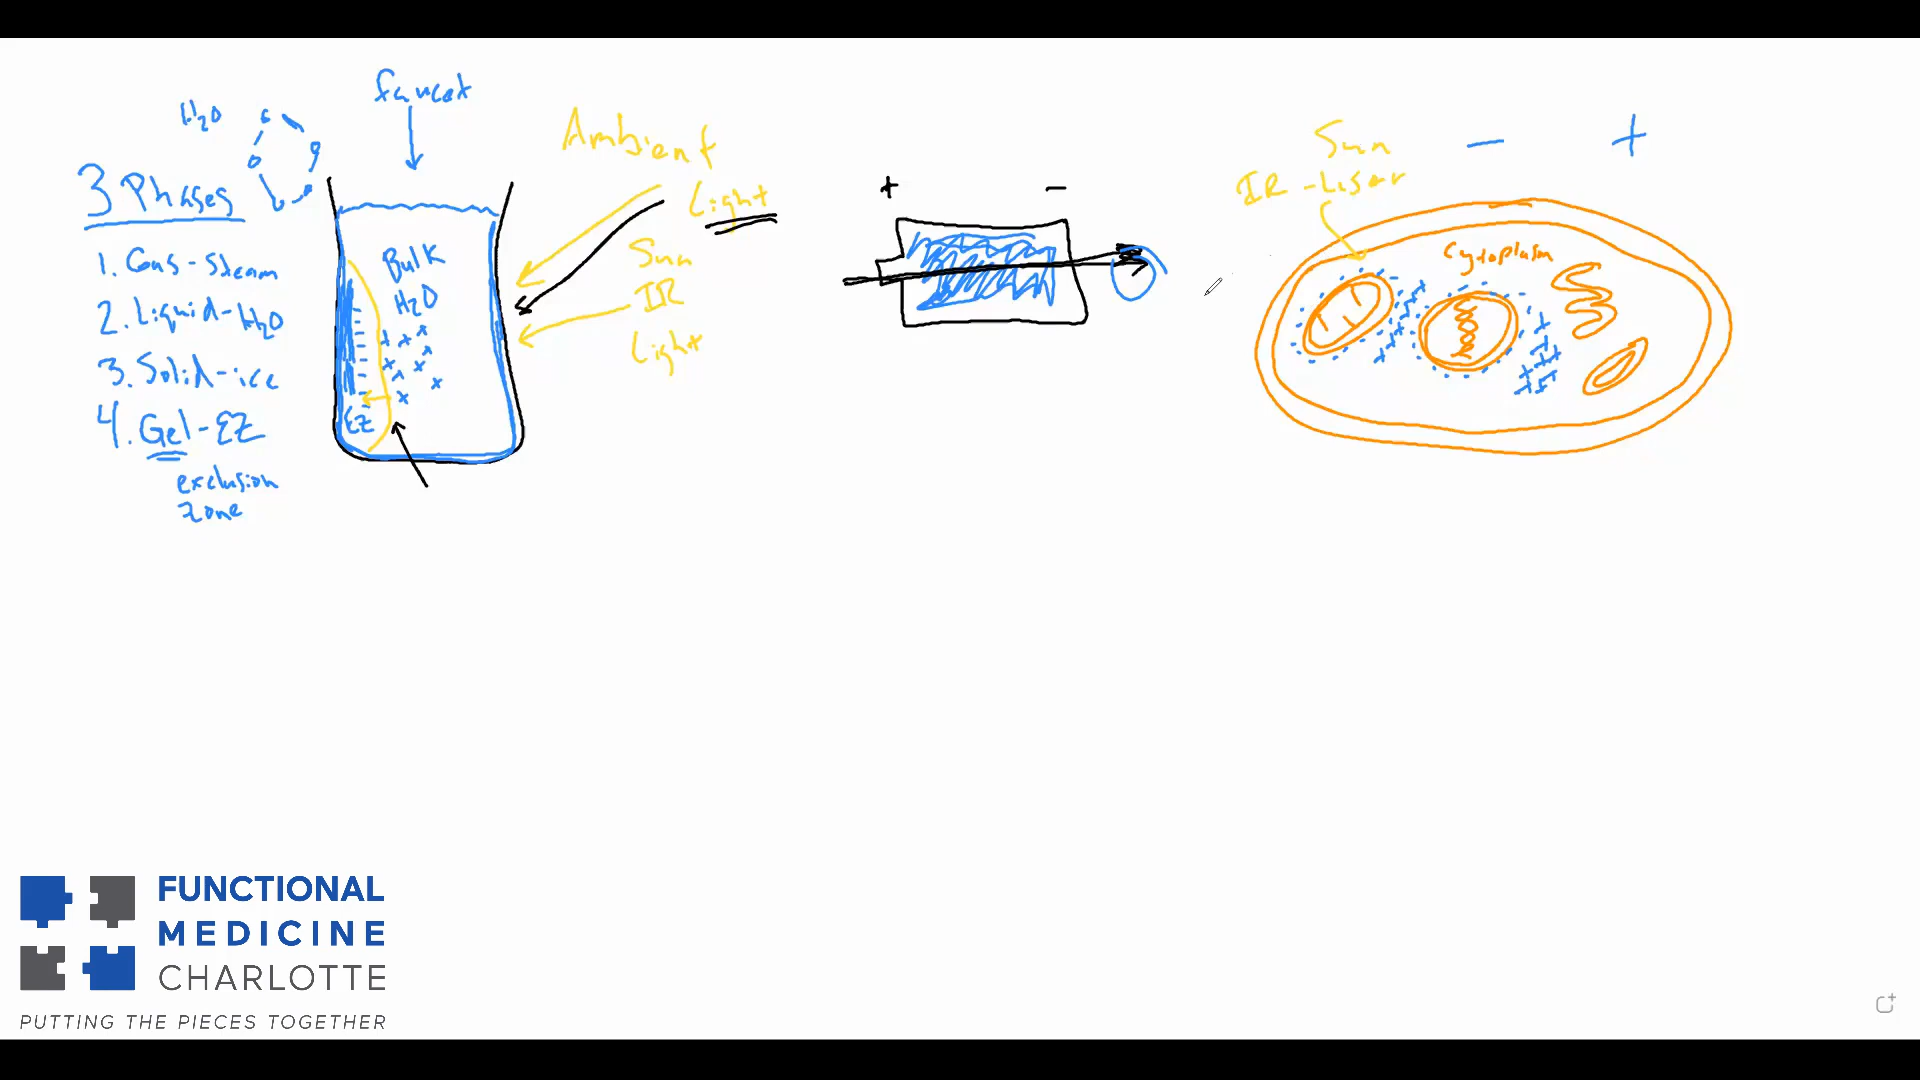 faucet
H2O
3 Phases
1. Gas - Steam
2. Liquid - H2O
3. Solid - ice
4. Gel - EZ
exclusion
zone
Bulk
H2O
EZ
Ambient
Light
Sun
IR
Light
+ −
Sun − +
IR - Laser
Cytoplasm
FUNCTIONAL
MEDICINE
CHARLOTTE
PUTTING THE PIECES TOGETHER